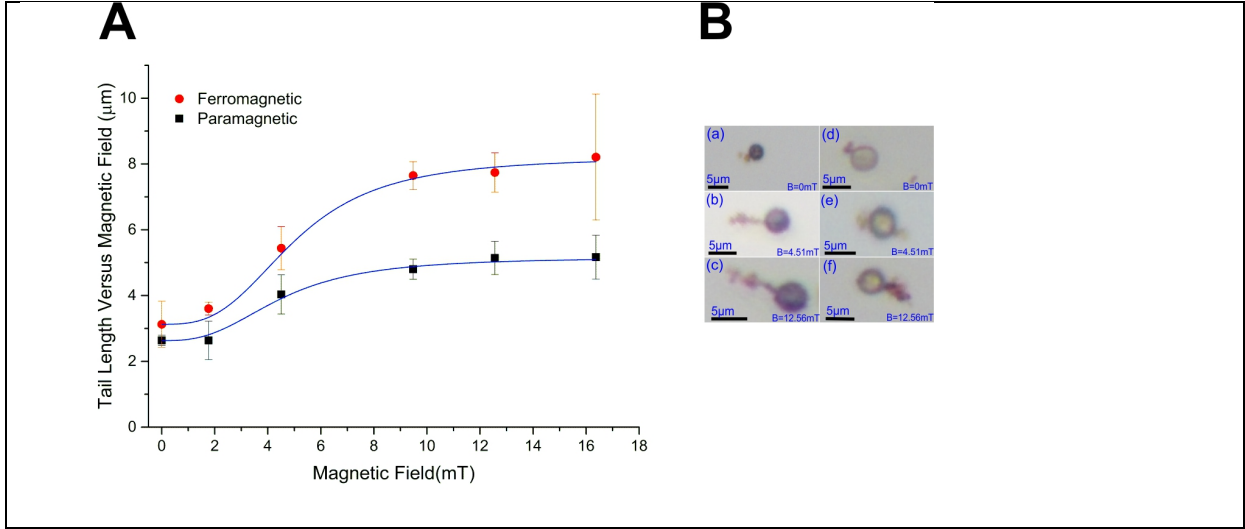 A
B
Tail Length Versus Magnetic Field (μm)
10
8
6
4
2
0
Ferromagnetic
Paramagnetic
0 2 4 6 8 10 12 14 16 18
Magnetic Field(mT)
(a)
5μm
B=0mT
(d)
5μm
B=0mT
(b)
5μm
B=4.51mT
(e)
5μm
B=4.51mT
(c)
5μm
B=12.56mT
(f)
5μm
B=12.56mT